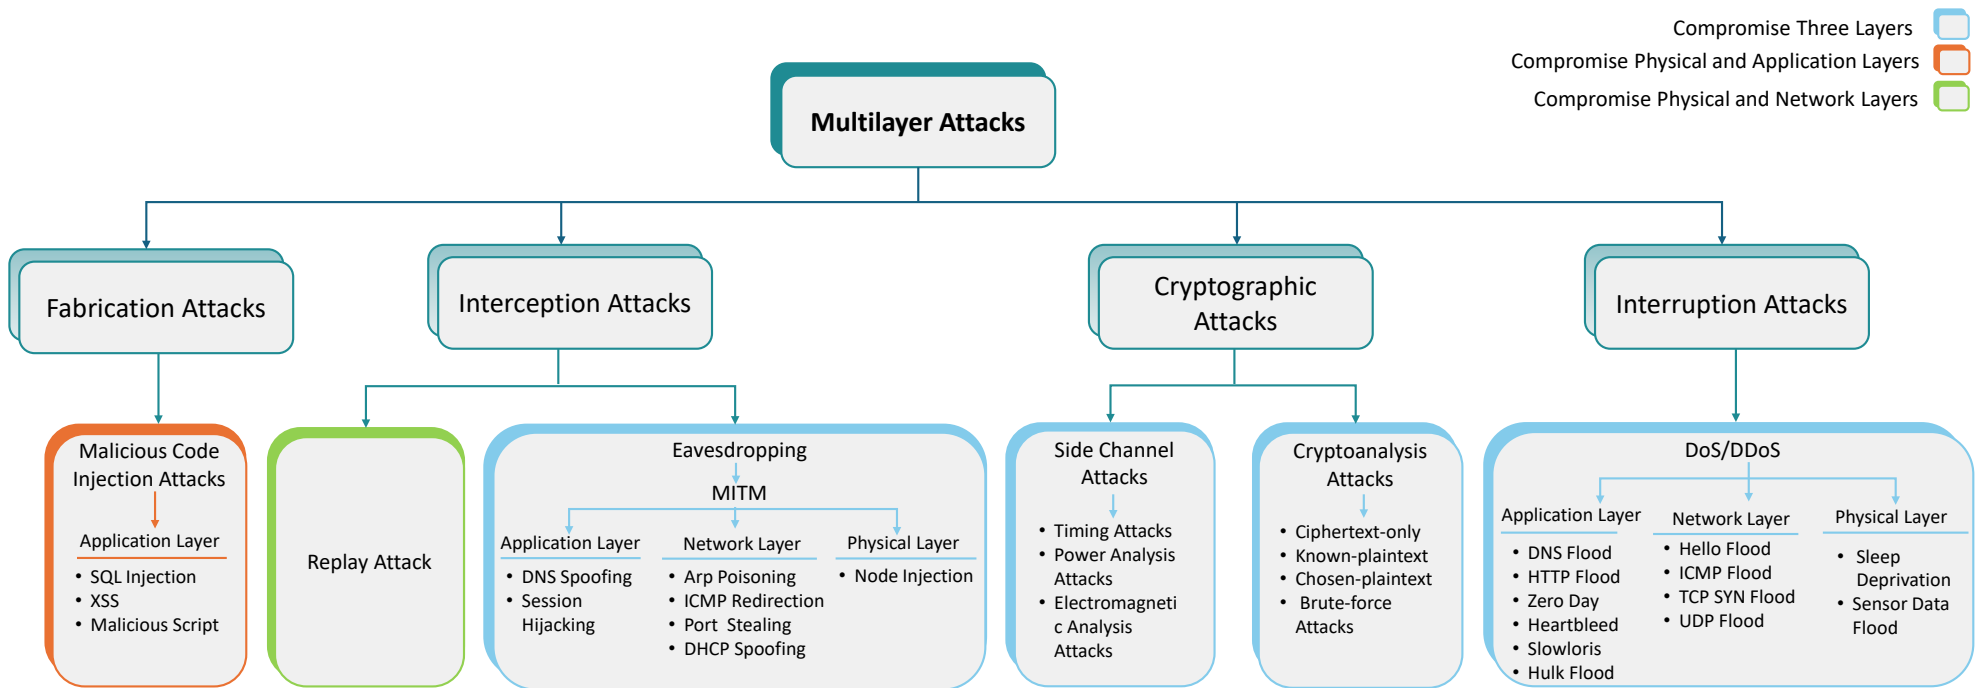 Compromise Three Layers
Compromise Physical and Application Layers
Compromise Physical and Network Layers
Multilayer Attacks
Fabrication Attacks
Interception Attacks
Cryptographic
Attacks
Interruption Attacks
Malicious Code
Injection Attacks
Application Layer
• SQL Injection
• XSS
• Malicious Script
Replay Attack
Eavesdropping
MITM
Application Layer
• DNS Spoofing
• Session
Hijacking
Network Layer
• Arp Poisoning
• ICMP Redirection
• Port Stealing
• DHCP Spoofing
Physical Layer
• Node Injection
Side Channel
Attacks
• Timing Attacks
• Power Analysis
Attacks
• Electromagneti
c Analysis
Attacks
Cryptoanalysis
Attacks
• Ciphertext-only
• Known-plaintext
• Chosen-plaintext
• Brute-force
Attacks
DoS/DDoS
Application Layer
• DNS Flood
• HTTP Flood
• Zero Day
• Heartbleed
• Slowloris
• Hulk Flood
Network Layer
• Hello Flood
• ICMP Flood
• TCP SYN Flood
• UDP Flood
Physical Layer
• Sleep
Deprivation
• Sensor Data
Flood